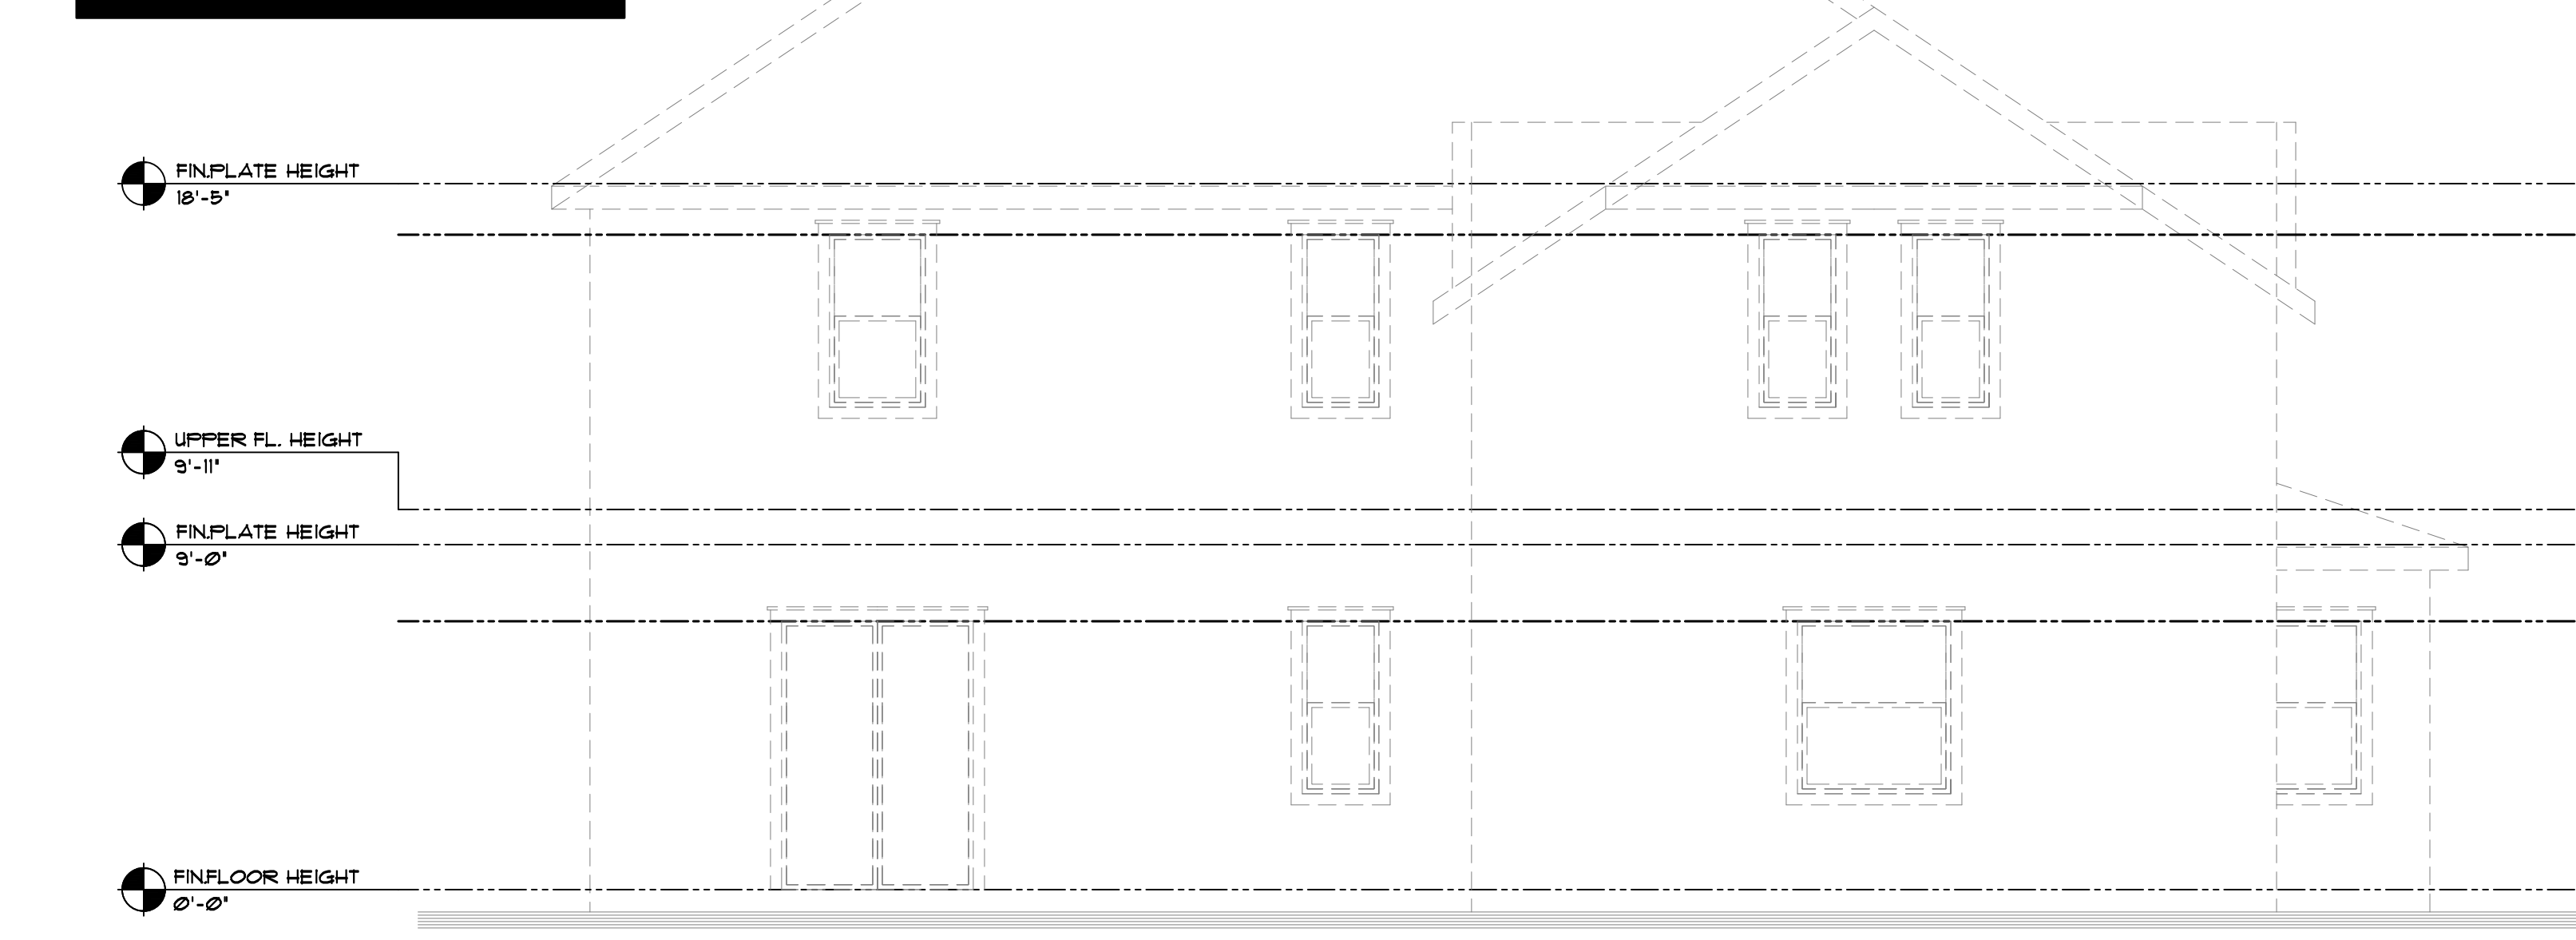 FIN.PLATE HEIGHT
18'-5"
UPPER FL. HEIGHT
9'-11"
FIN.PLATE HEIGHT
9'-0"
FIN.FLOOR HEIGHT
0'-0"